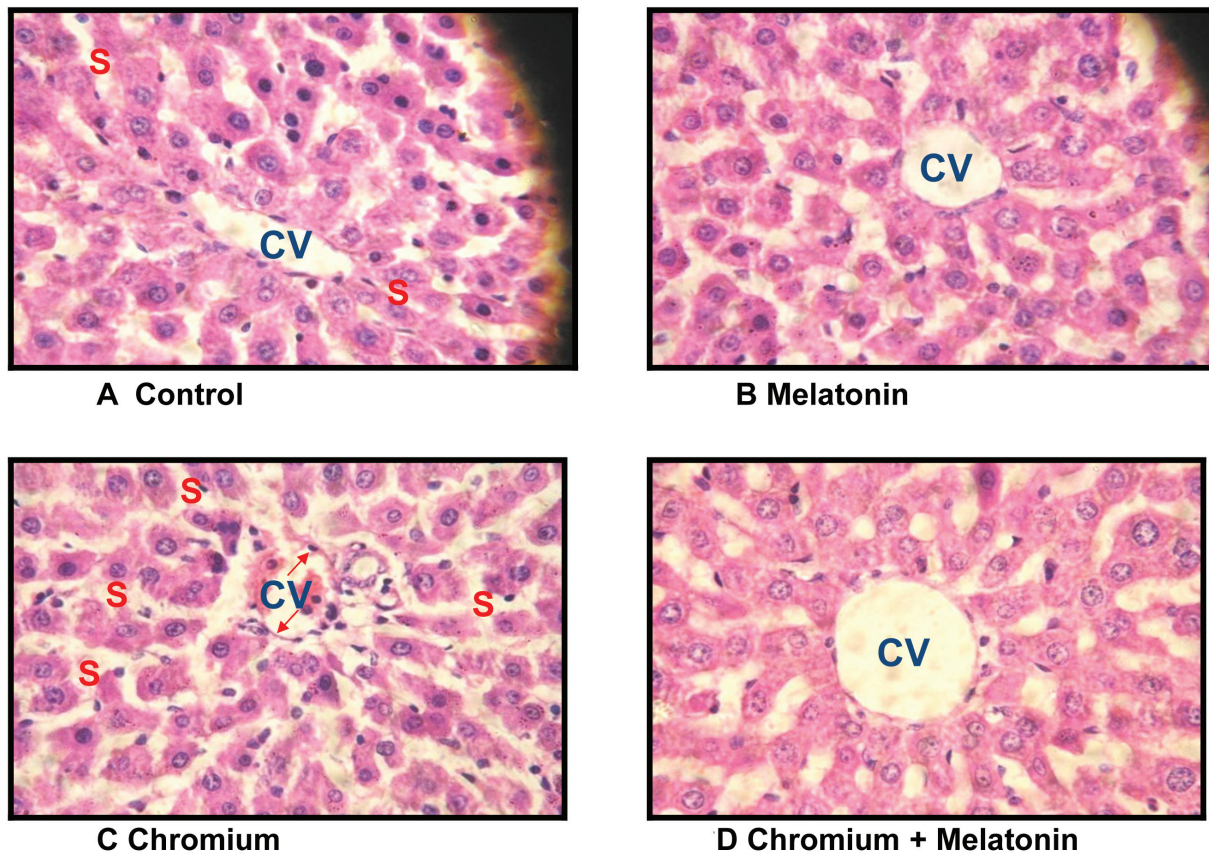 S
CV
S
A Control
CV
B Melatonin
S
CV
S
S
S
C Chromium
CV
D Chromium + Melatonin